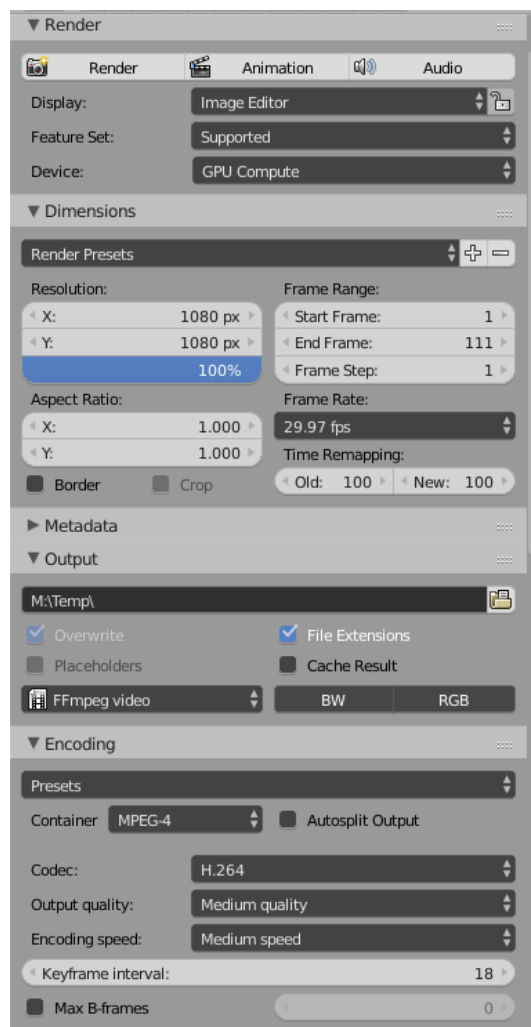 Render
Render Animation Audio
Display: Image Editor
Feature Set: Supported
Device: GPU Compute
Dimensions
Render Presets
Resolution:
X: 1080 px
Y: 1080 px
100%
Aspect Ratio:
X: 1.000
Y: 1.000
Border Crop
Frame Range:
Start Frame: 1
End Frame: 111
Frame Step: 1
Frame Rate:
29.97 fps
Time Remapping:
Old: 100 New: 100
Metadata
Output
M:\Temp\
Overwrite File Extensions
Placeholders Cache Result
FFmpeg video BW RGB
Encoding
Presets
Container MPEG-4 Autosplit Output
Codec: H.264
Output quality: Medium quality
Encoding speed: Medium speed
Keyframe interval: 18
Max B-frames 0